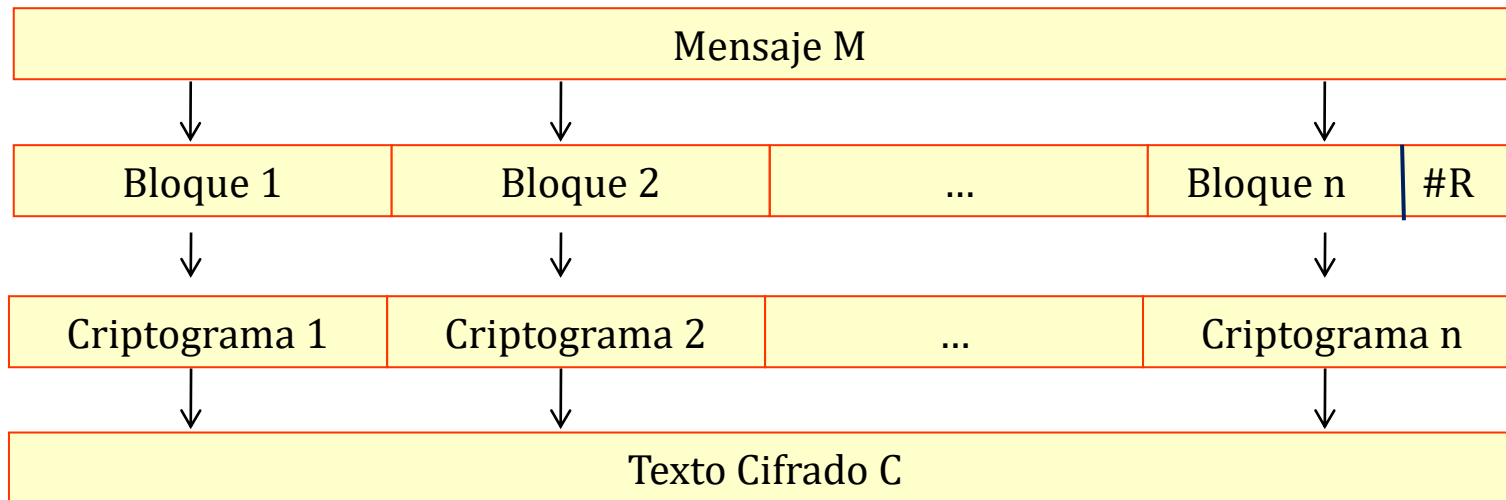 Mensaje M
Bloque 1 Bloque 2 ... Bloque n #R
Criptograma 1 Criptograma 2 ... Criptograma n
Texto Cifrado C